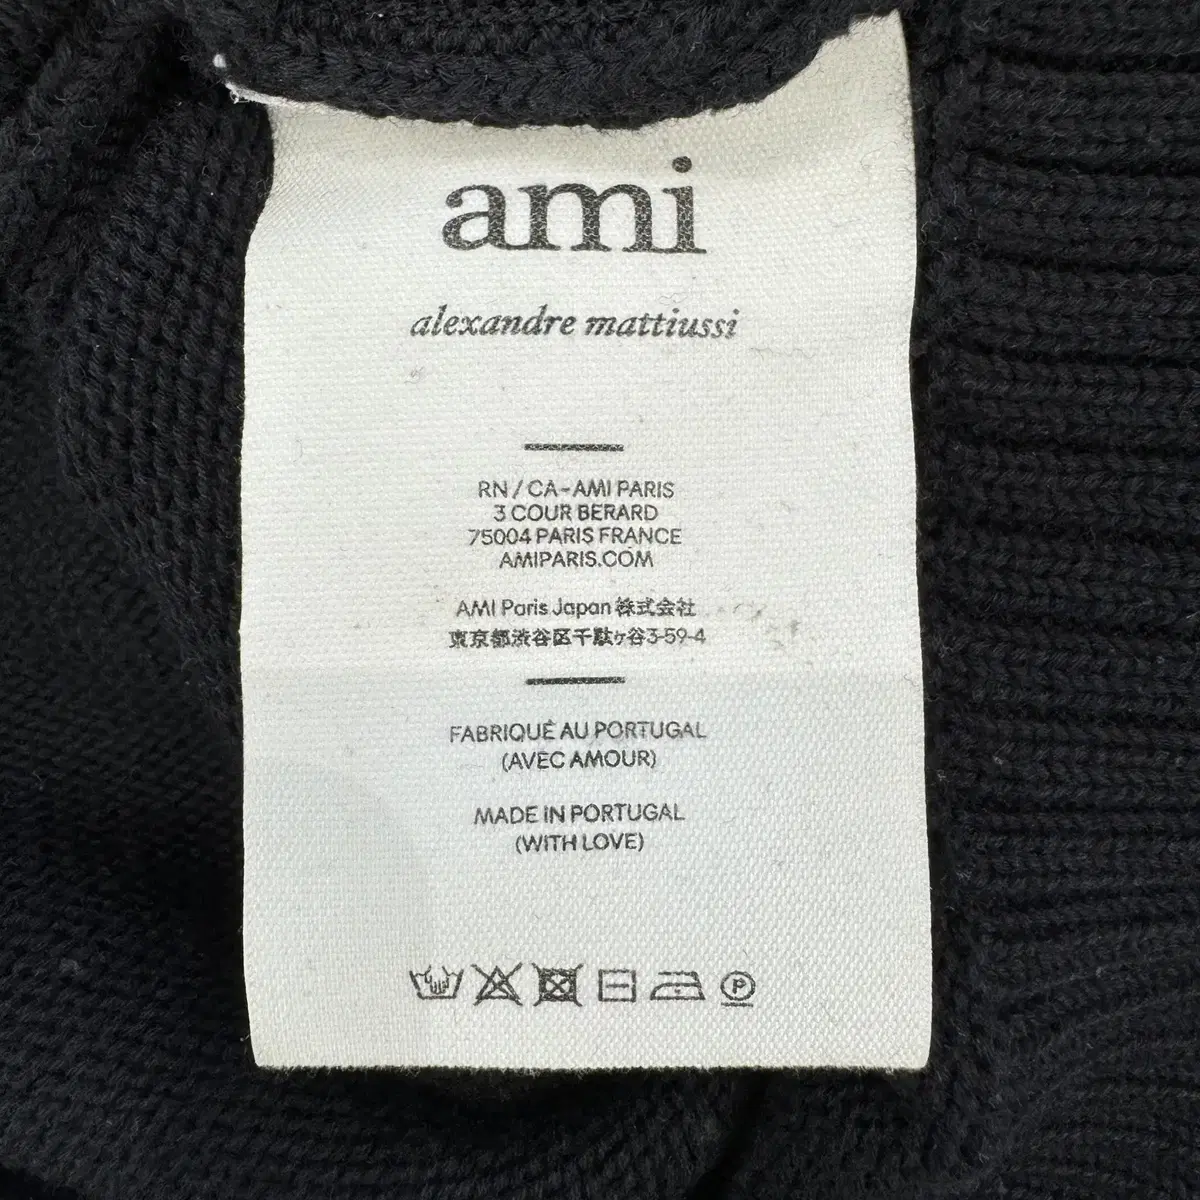 ami
alexandre mattiussi
RN / CA-AMI PARIS
3 COUR BERARD
75004 PARIS FRANCE
AMIPARIS.COM
AMI Paris Japan 株式会社
東京都渋谷区千駄ヶ谷3-59-4
FABRIQUÉ AU PORTUGAL
(AVEC AMOUR)
MADE IN PORTUGAL
(WITH LOVE)
P